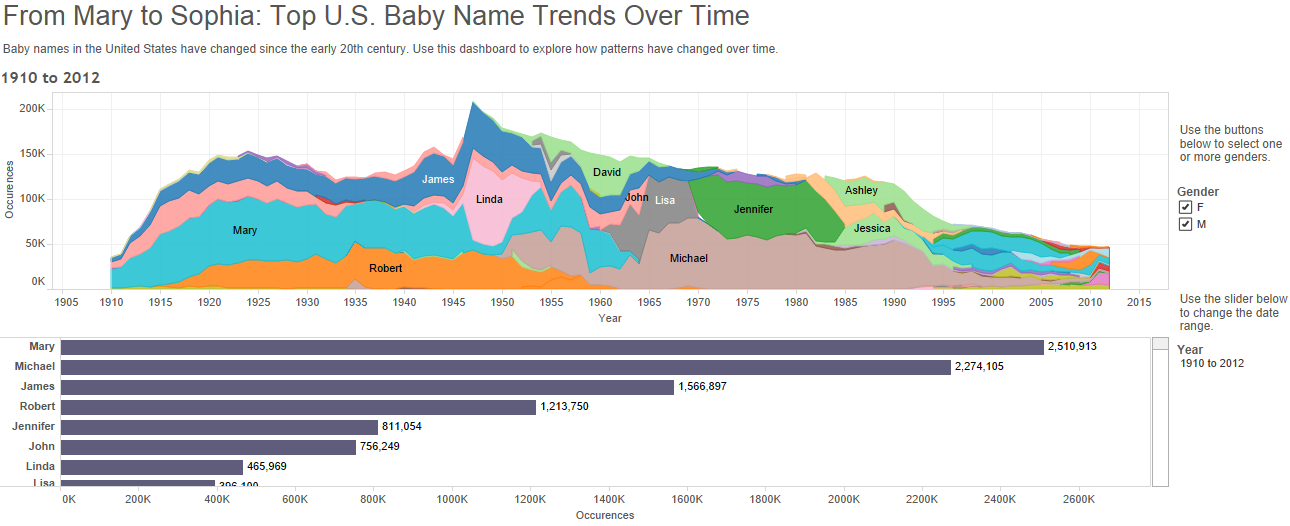 From Mary to Sophia: Top U.S. Baby Name Trends Over Time
Baby names in the United States have changed since the early 20th century. Use this dashboard to explore how patterns have changed over time.
1910 to 2012
200K
150K
100K
50K
0K
Occurences
James
Linda
Mary
Robert
David
John
Lisa
Michael
Jennifer
Ashley
Jessica
1905 1910 1915 1920 1925 1930 1935 1940 1945 1950 1955 1960 1965 1970 1975 1980 1985 1990 1995 2000 2005 2010 2015
Year
Use the buttons
below to select one
or more genders.
Gender
F
M
Use the slider below
to change the date
range.
Year
1910 to 2012
Mary 2,510,913
Michael 2,274,105
James 1,566,897
Robert 1,213,750
Jennifer 811,054
John 756,249
Linda 465,969
Lisa
0K 200K 400K 600K 800K 1000K 1200K 1400K 1600K 1800K 2000K 2200K 2400K 2600K
Occurences